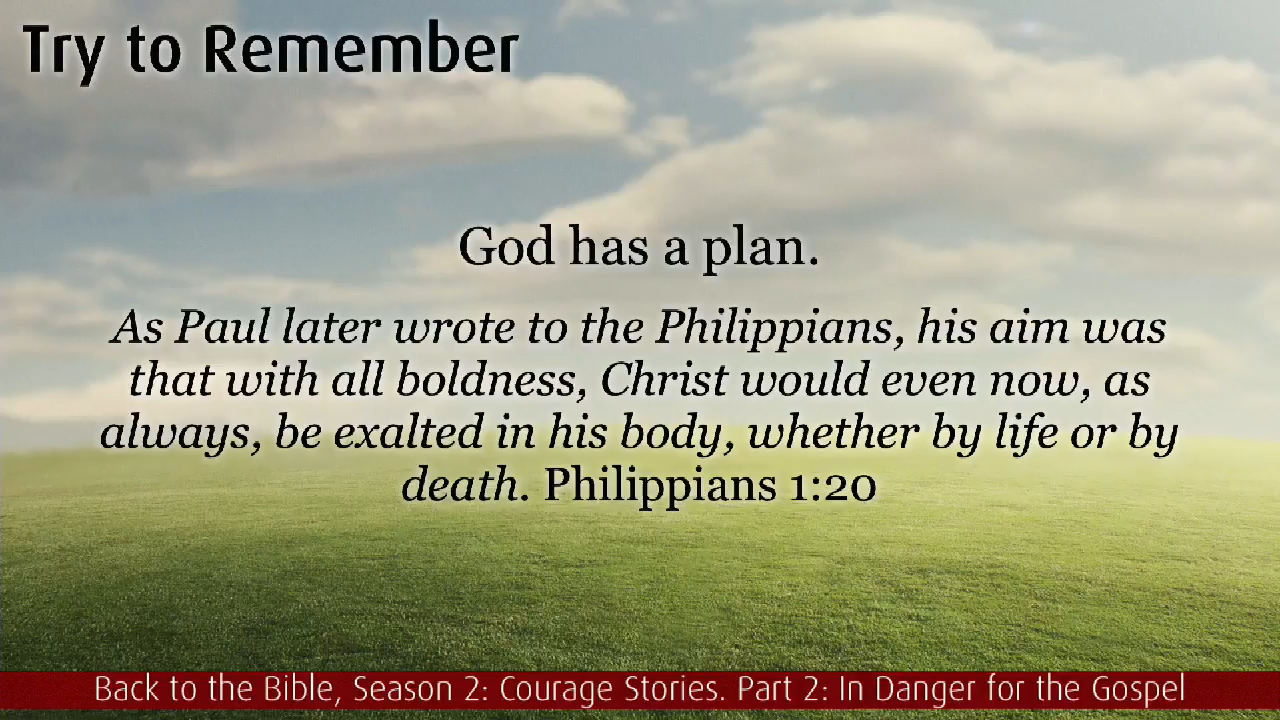 Try to Remember
God has a plan.
As Paul later wrote to the Philippians, his aim was
that with all boldness, Christ would even now, as
always, be exalted in his body, whether by life or by
death. Philippians 1:20
Back to the Bible, Season 2: Courage Stories. Part 2: In Danger for the Gospel